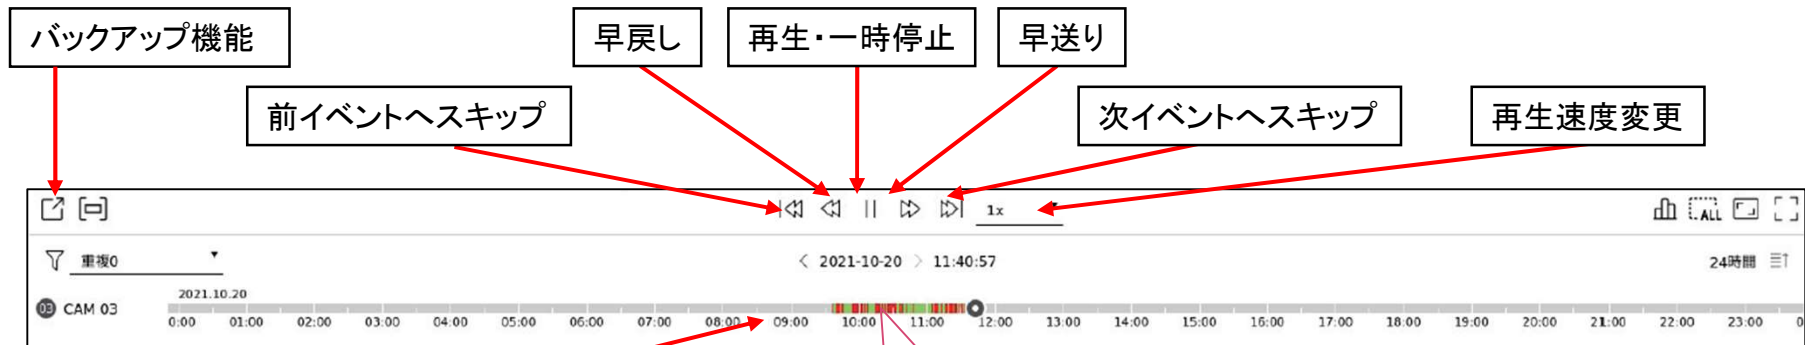 バックアップ機能
早戻し
再生・一時停止
早送り
前イベントへスキップ
次イベントへスキップ
再生速度変更
1x
ALL
重複0
2021-10-20 11:40:57
24時間
2021.10.20
03 CAM 03
0:00 01:00 02:00 03:00 04:00 05:00 06:00 07:00 08:00 09:00 10:00 11:00 12:00 13:00 14:00 15:00 16:00 17:00 18:00 19:00 20:00 21:00 22:00 23:00 0